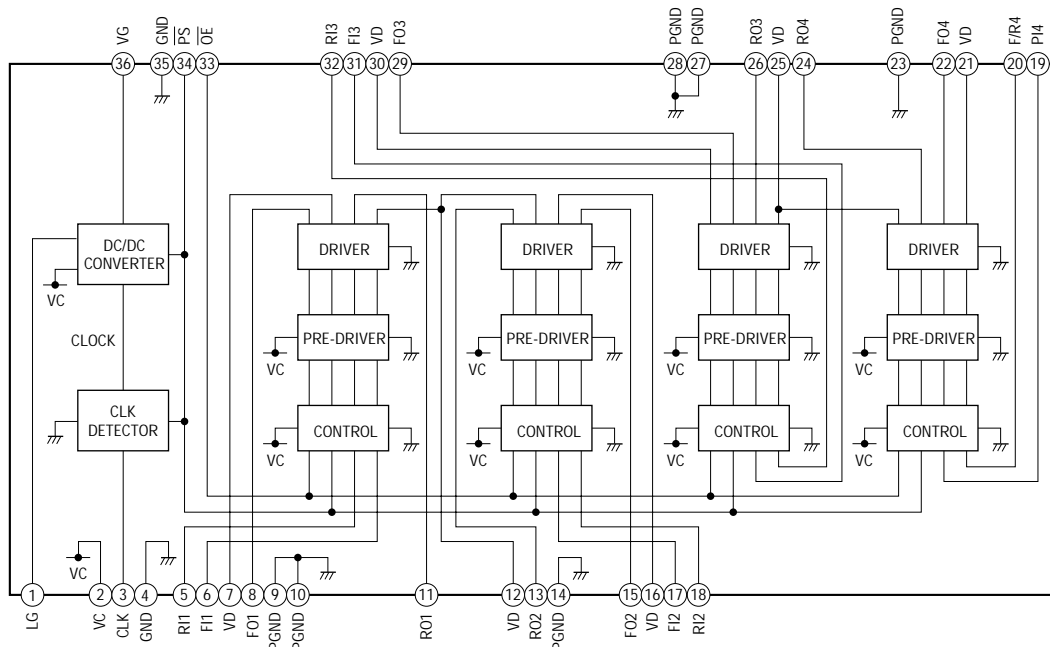 VG
GND
PS
OE
RI3
FI3
VD
FO3
PGND
PGND
RO3
VD
RO4
PGND
FO4
VD
F/R4
PI4
36
35
34
33
32
31
30
29
28
27
26
25
24
23
22
21
20
19
DC/DC
CONVERTER
DRIVER
DRIVER
DRIVER
DRIVER
VC
CLOCK
PRE-DRIVER
PRE-DRIVER
PRE-DRIVER
PRE-DRIVER
VC
VC
VC
VC
CLK
DETECTOR
CONTROL
CONTROL
CONTROL
CONTROL
VC
VC
VC
VC
VC
1
2
3
4
5
6
7
8
9
10
11
12
13
14
15
16
17
18
LG
VC
CLK
GND
RI1
FI1
VD
FO1
PGND
PGND
RO1
VD
RO2
PGND
FO2
VD
FI2
RI2